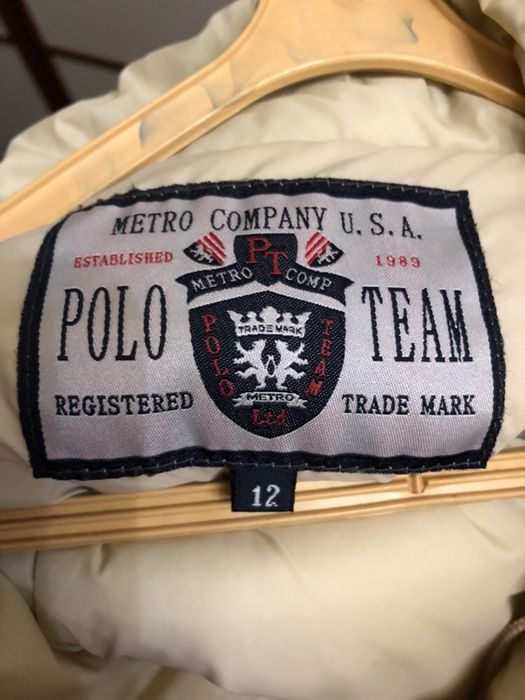 METRO COMPANY U.S.A.
ESTABLISHED 1989
PT
METRO COMP
POLO TEAM
TRADE MARK
POLO TEAM
METRO
Ltd
REGISTERED TRADE MARK
12